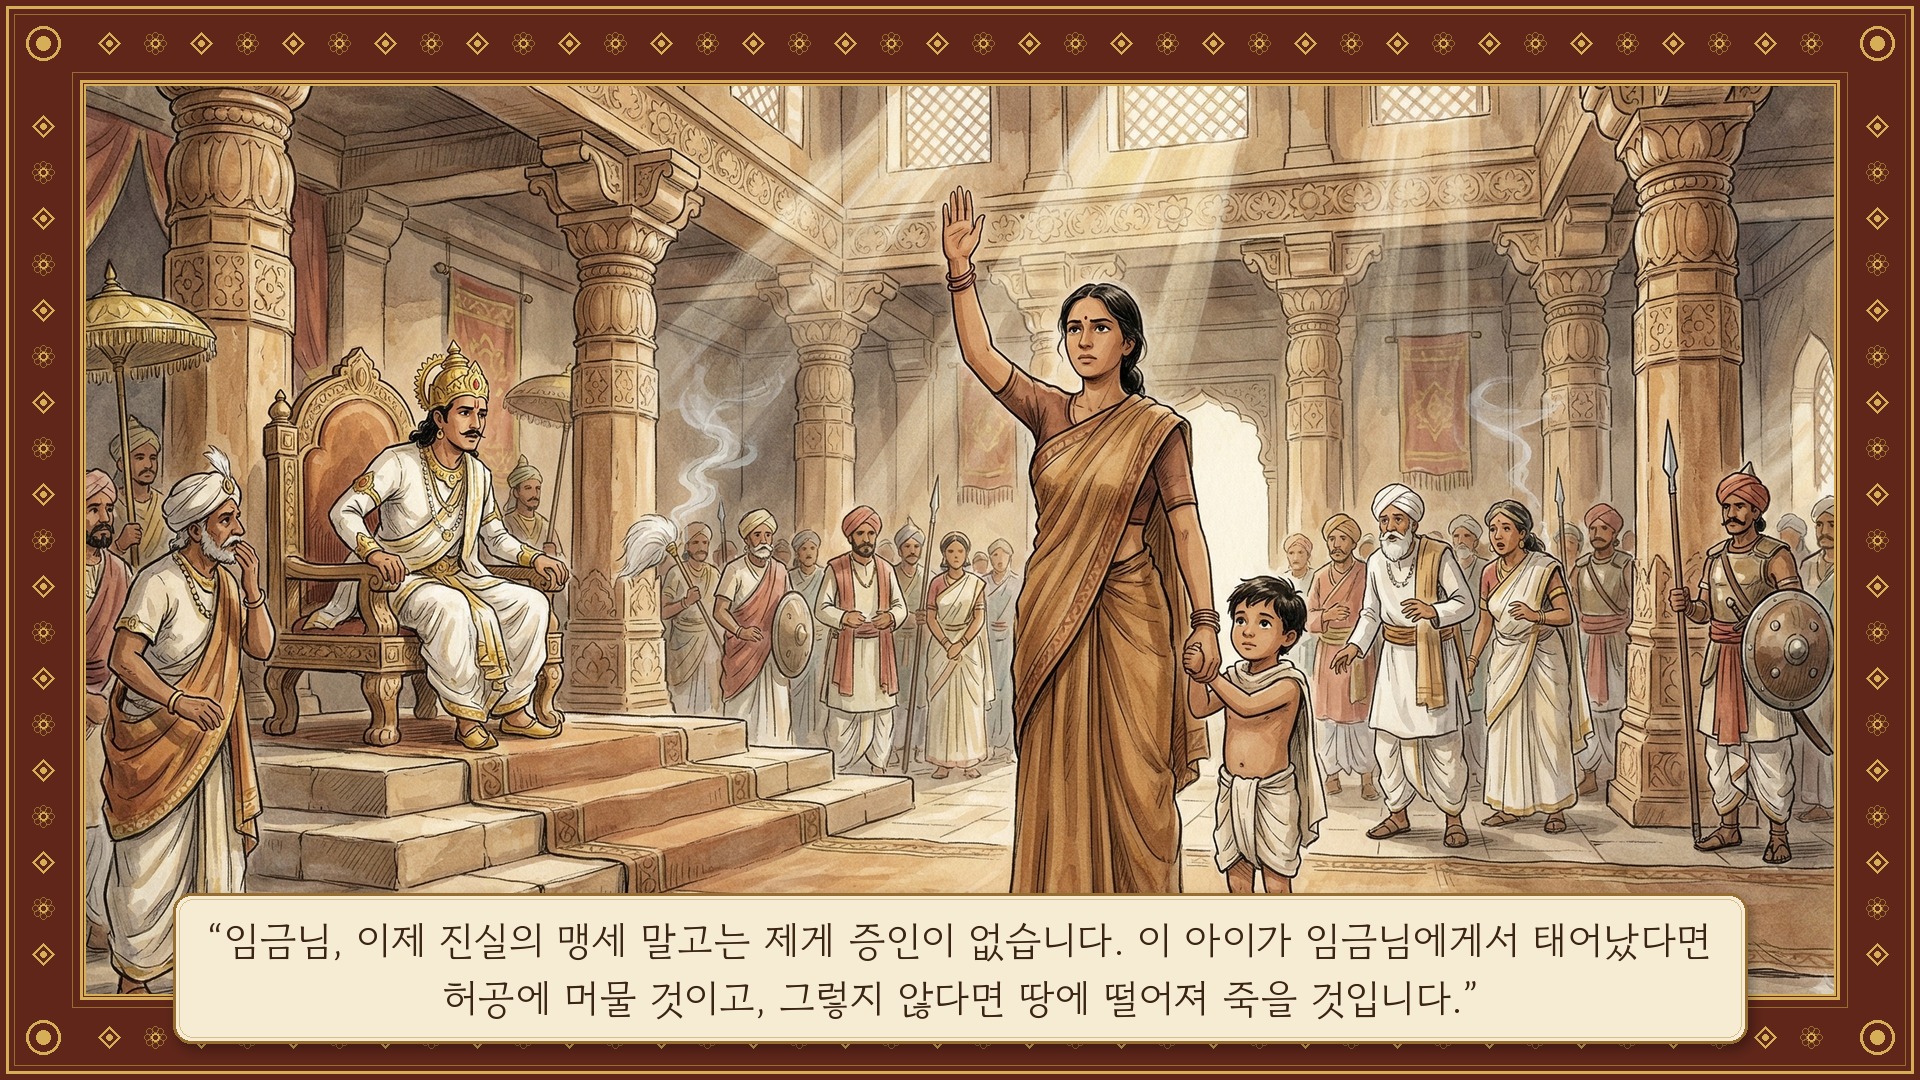 “임금님, 이제 진실의 맹세 말고는 제게 증인이 없습니다. 이 아이가 임금님에게서 태어났다면
허공에 머물 것이고, 그렇지 않다면 땅에 떨어져 죽을 것입니다.”